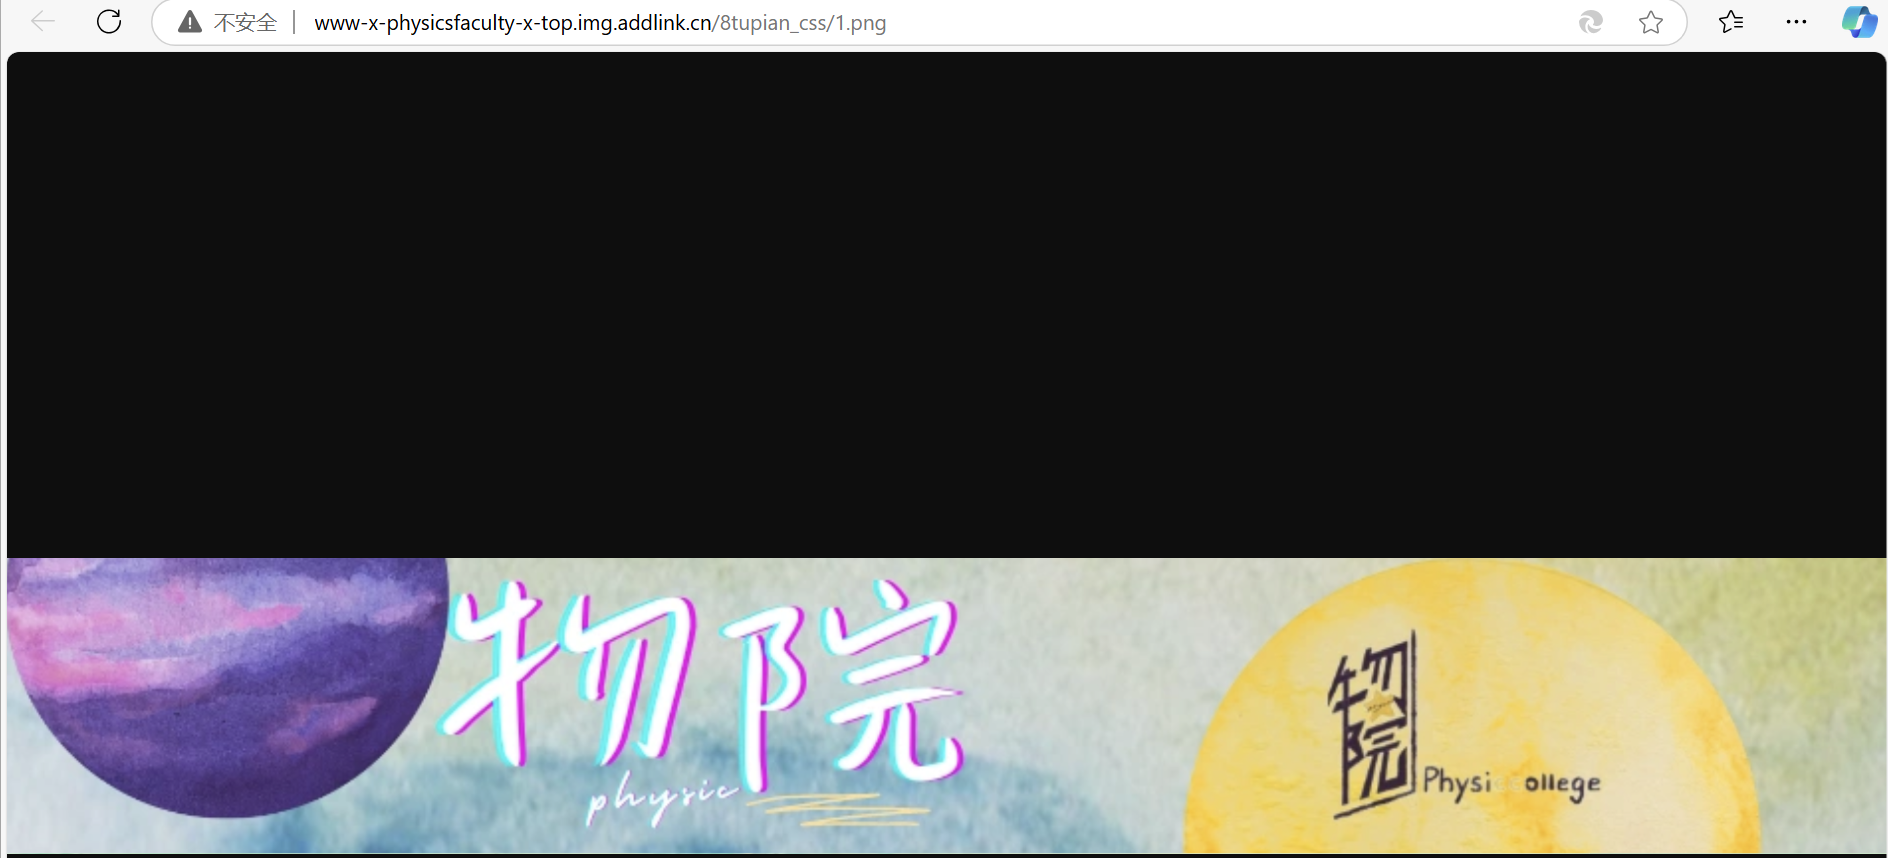 不安全
www-x-physicsfaculty-x-top.img.addlink.cn/8tupian_css/1.png
物院
physic
物院
Physi ollege